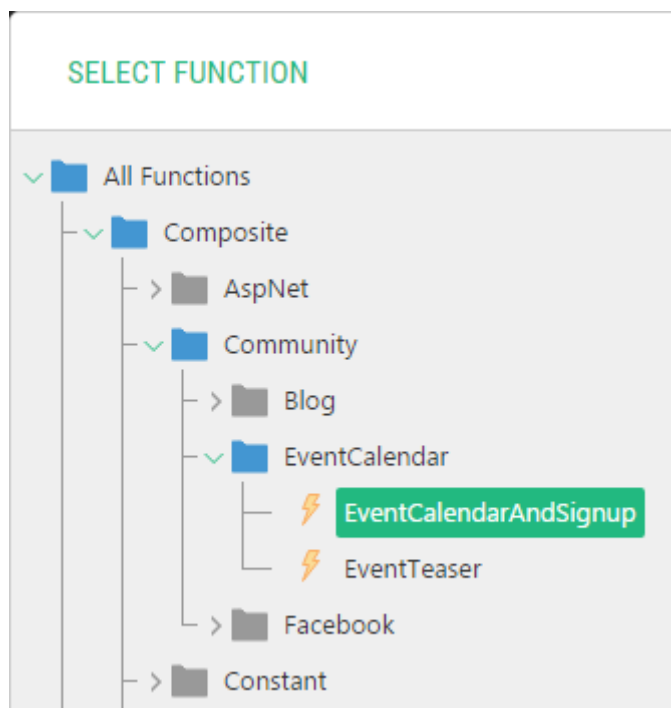 SELECT FUNCTION
All Functions
Composite
AspNet
Community
Blog
EventCalendar
EventCalendarAndSignup
EventTeaser
Facebook
Constant